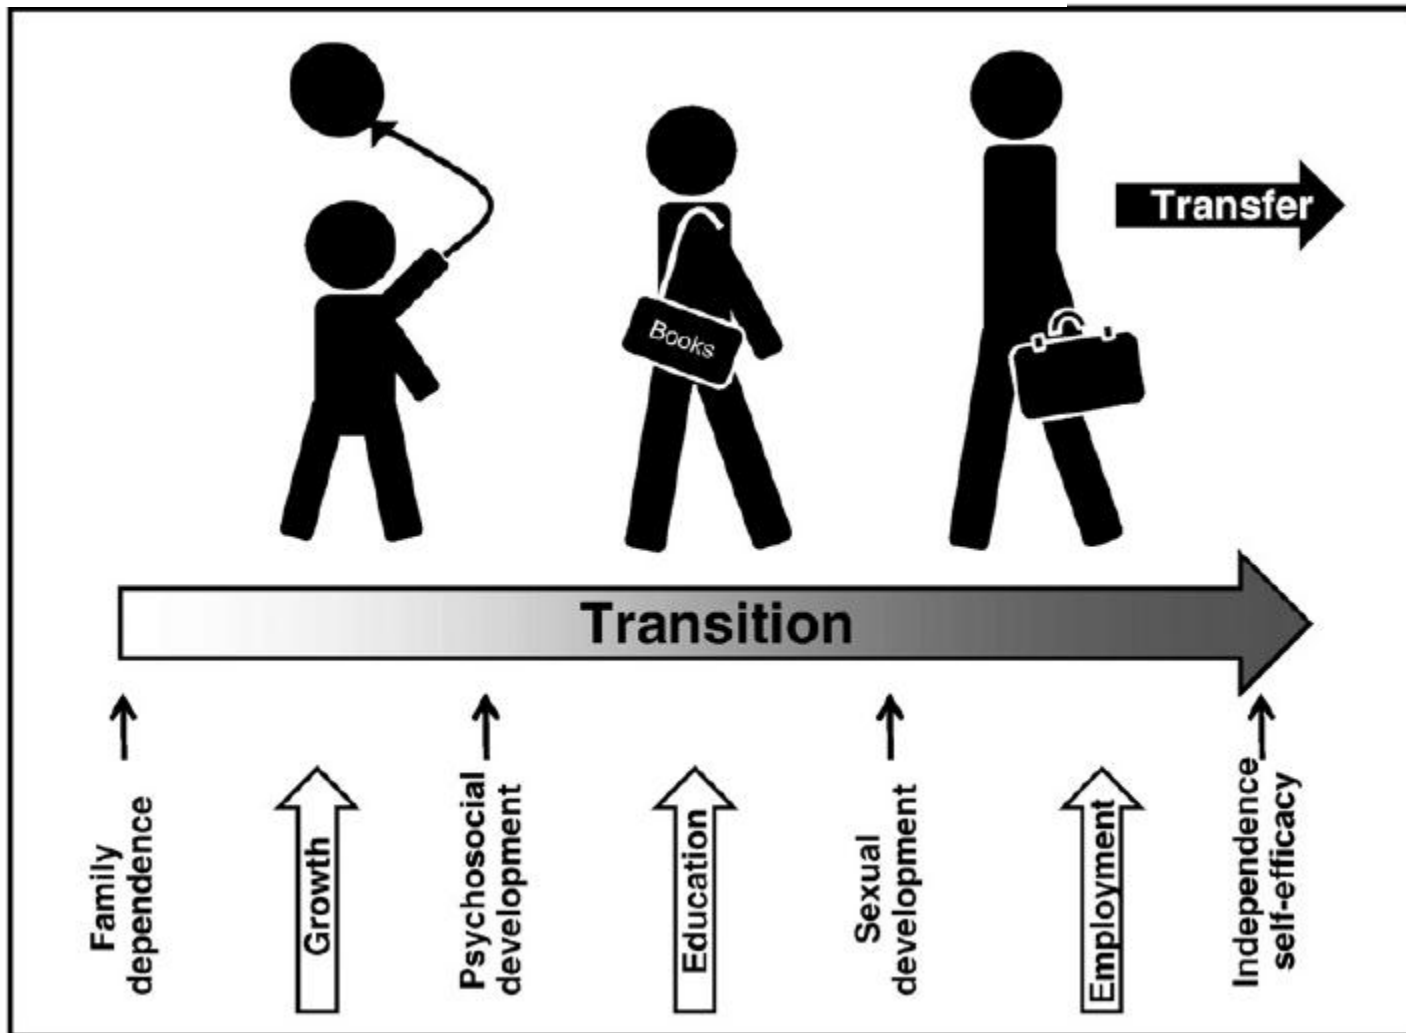 Transfer
Books
Transition
Family
dependence
Growth
Psychosocial
development
Education
Sexual
development
Employment
Independence
self-efficacy